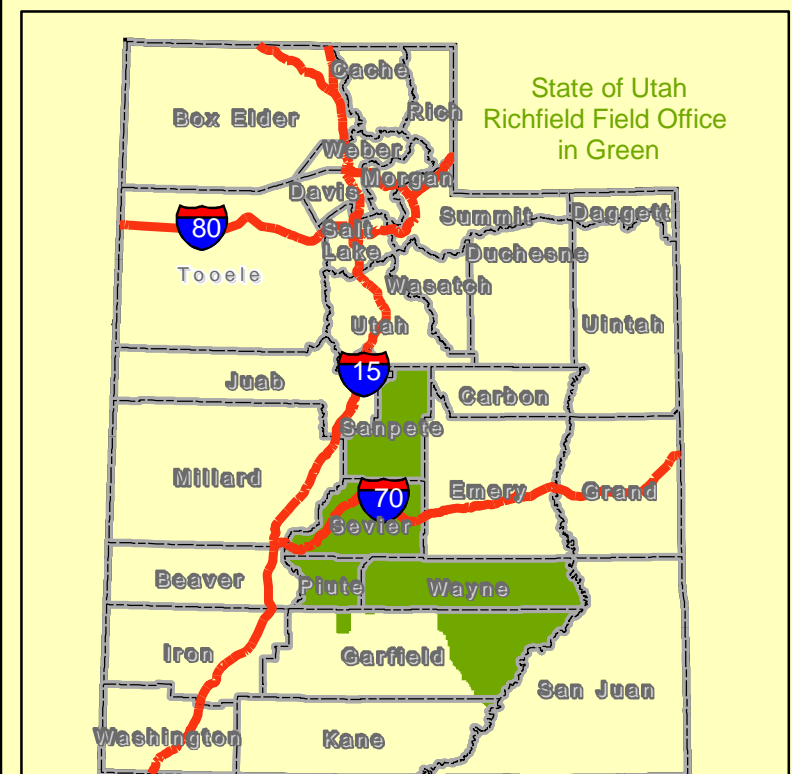 State of Utah
Richfield Field Office
in Green
Cache
Rich
Box Elder
Weber
Morgan
Davis
Summit
Daggett
80
Salt
Lake
Duchesne
Tooele
Wasatch
Utah
Uintah
15
Juab
Carbon
Sanpete
Millard
70
Emery
Grand
Sevier
Beaver
Piute
Wayne
Iron
Garfield
San Juan
Washington
Kane